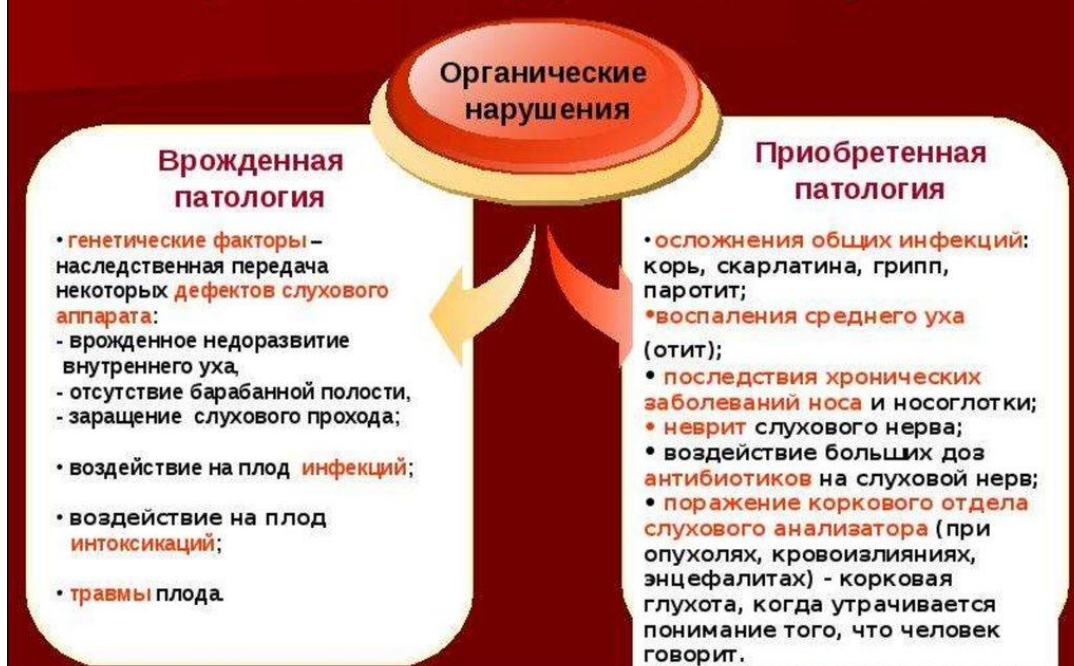 Органические
нарушения
Врожденная
патология
• генетические факторы –
наследственная передача
некоторых дефектов слухового
аппарата:
- врожденное недоразвитие
внутреннего уха,
- отсутствие барабанной полости,
- заращение слухового прохода;
• воздействие на плод инфекций;
• воздействие на плод
интоксикаций;
• травмы плода.
Приобретенная
патология
•осложнения общих инфекций:
корь, скарлатина, грипп,
паротит;
•воспаления среднего уха
(отит);
• последствия хронических
заболеваний носа и носоглотки;
• неврит слухового нерва;
• воздействие больших доз
антибиотиков на слуховой нерв;
• поражение коркового отдела
слухового анализатора (при
опухолях, кровоизлияниях,
энцефалитах) - корковая
глухота, когда утрачивается
понимание того, что человек
говорит.